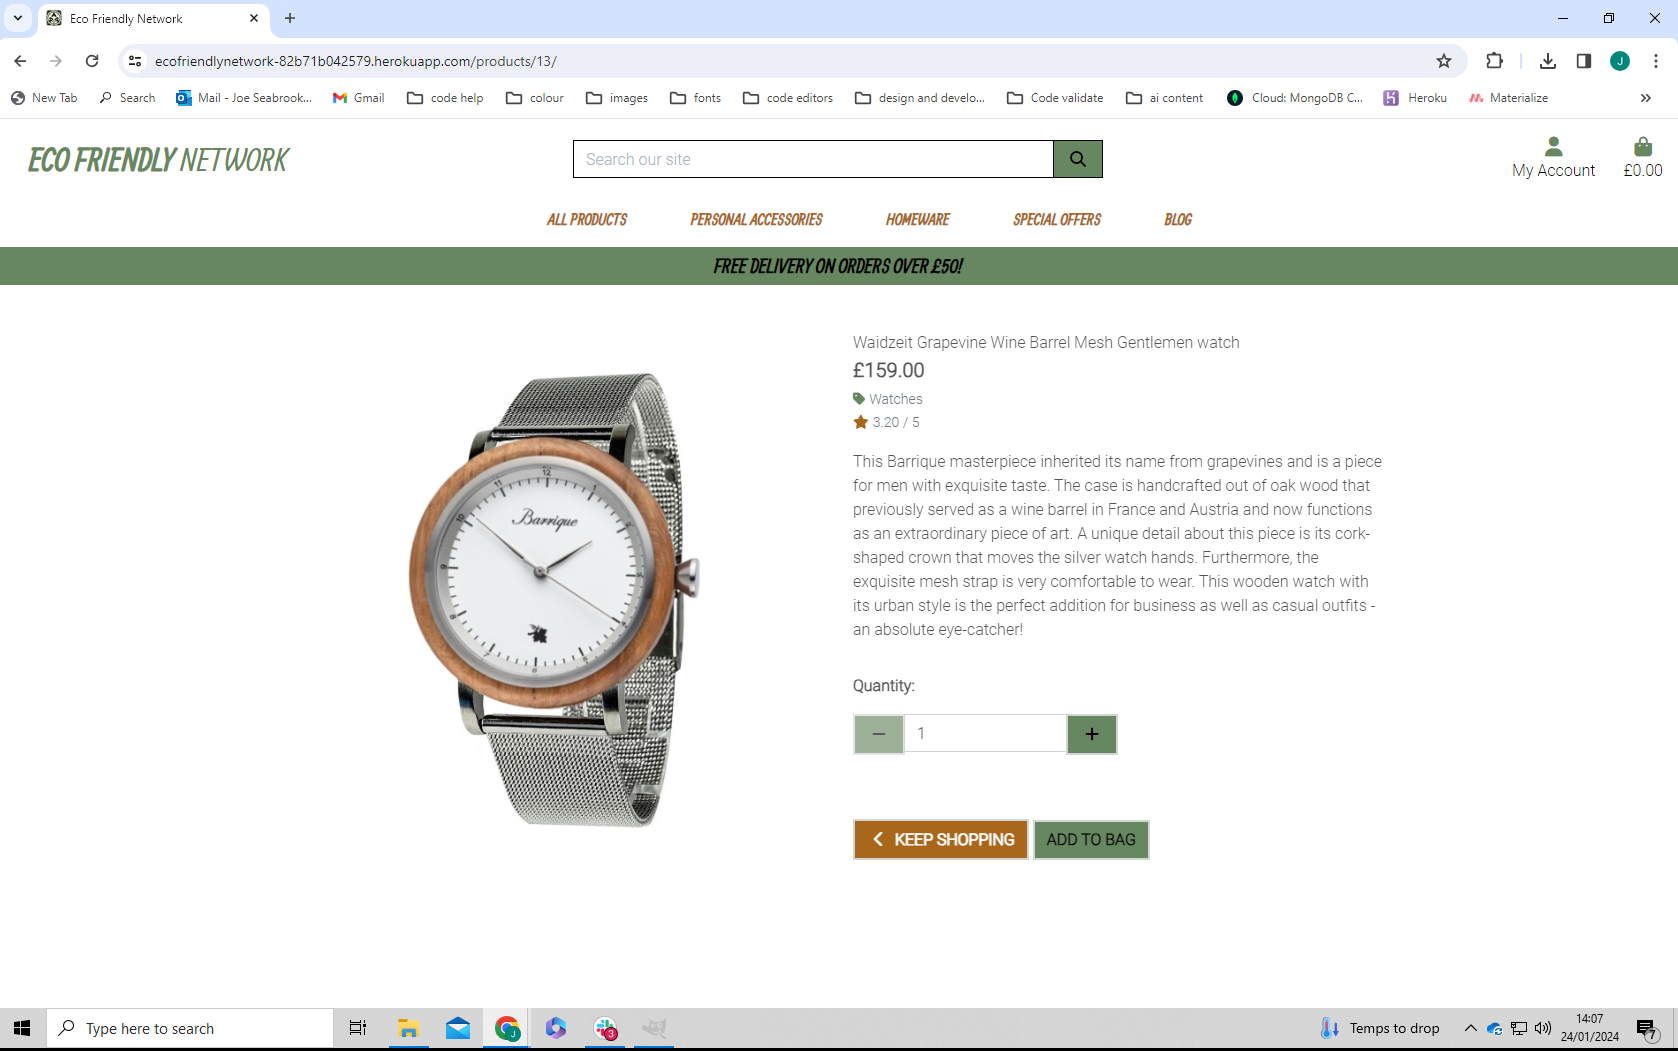 Eco Friendly Network
ecofriendlynetwork-82b71b042579.herokuapp.com/products/13/
J
New Tab Search Mail - Joe Seabrook... Gmail code help colour images fonts code editors design and develo... Code validate ai content Cloud: MongoDB C... Heroku Materialize
ECO FRIENDLY NETWORK
Search our site
My Account £0.00
ALL PRODUCTS PERSONAL ACCESSORIES HOMEWARE SPECIAL OFFERS BLOG
FREE DELIVERY ON ORDERS OVER £50!
Waidzeit Grapevine Wine Barrel Mesh Gentlemen watch
£159.00
Watches
3.20 / 5
This Barrique masterpiece inherited its name from grapevines and is a piece
for men with exquisite taste. The case is handcrafted out of oak wood that
previously served as a wine barrel in France and Austria and now functions
as an extraordinary piece of art. A unique detail about this piece is its cork-
shaped crown that moves the silver watch hands. Furthermore, the
exquisite mesh strap is very comfortable to wear. This wooden watch with
its urban style is the perfect addition for business as well as casual outfits -
an absolute eye-catcher!
Barrique
12
Quantity:
1
KEEP SHOPPING ADD TO BAG
Type here to search
J
3
Temps to drop
14:07
24/01/2024
7